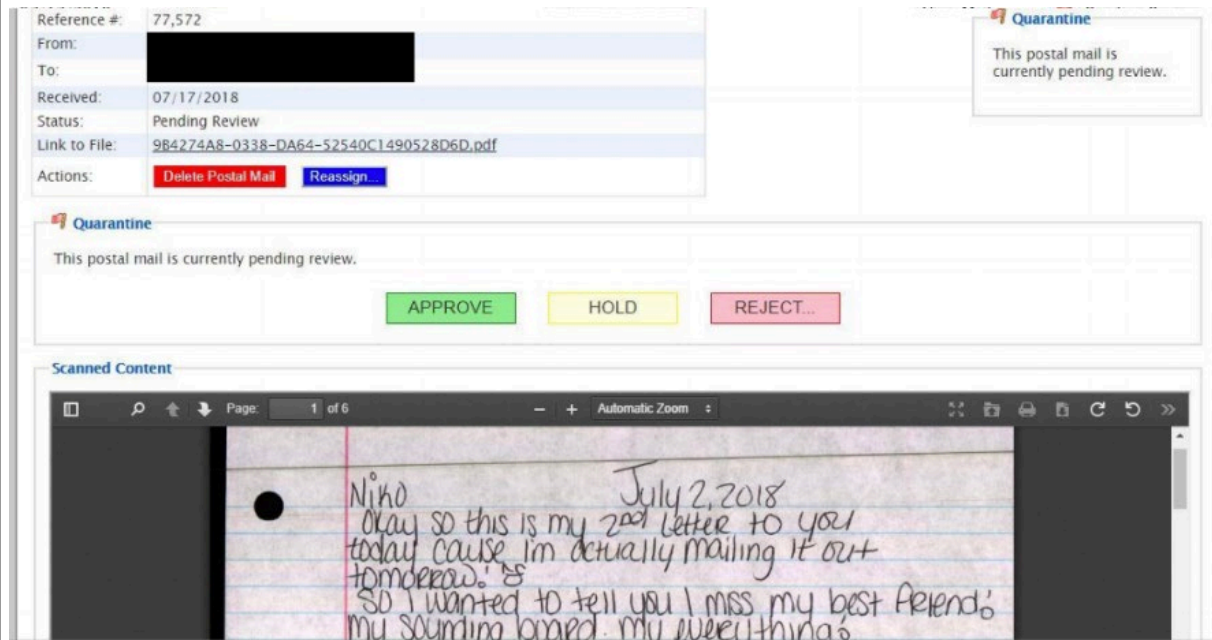 Reference #: 77,572
Quarantine
From:
This postal mail is
currently pending review.
To:
Received: 07/17/2018
Status: Pending Review
Link to File: 9B4274A8-0338-DA64-52540C1490528D6D.pdf
Actions: Delete Postal Mail Reassign...
Quarantine
This postal mail is currently pending review.
APPROVE HOLD REJECT...
Scanned Content
Page: 1 of 6 Automatic Zoom
Niko July 2, 2018
Okay so this is my 2nd Letter to you
today cause I'm actually mailing it out
tomorrow!
So I wanted to tell you I miss my best friend,
my sounding board, my everything